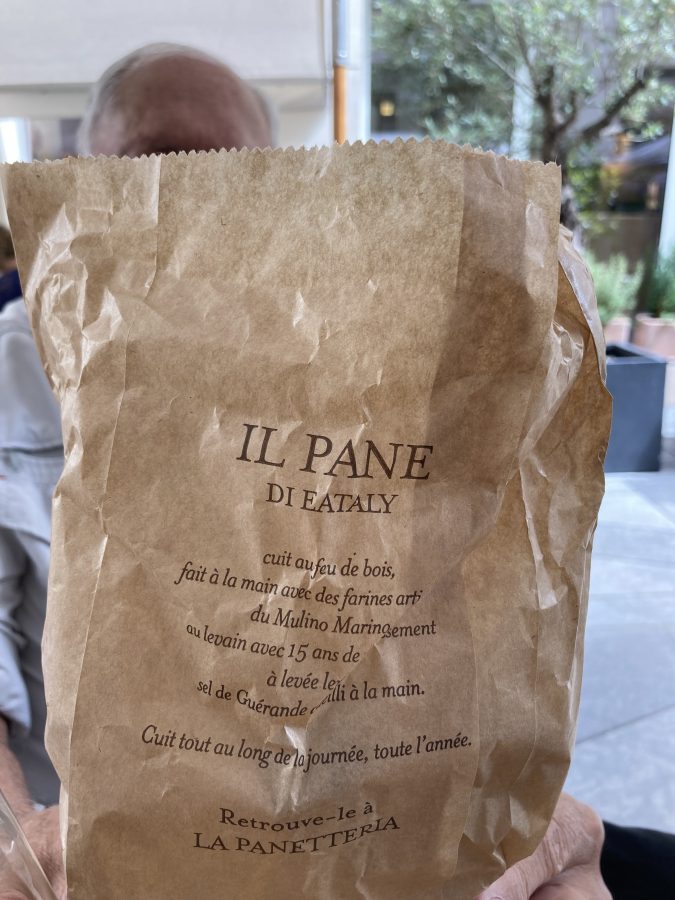 IL PANE
DI EATALY
cuit au feu de bois,
fait à la main avec des farines
du Mulino Marino
au levain avec 15 ans de
à levée
sel de Guérande à la main.
Cuit tout au long de la journée, toute l'année.
Retrouve-le à
LA PANETTERIA